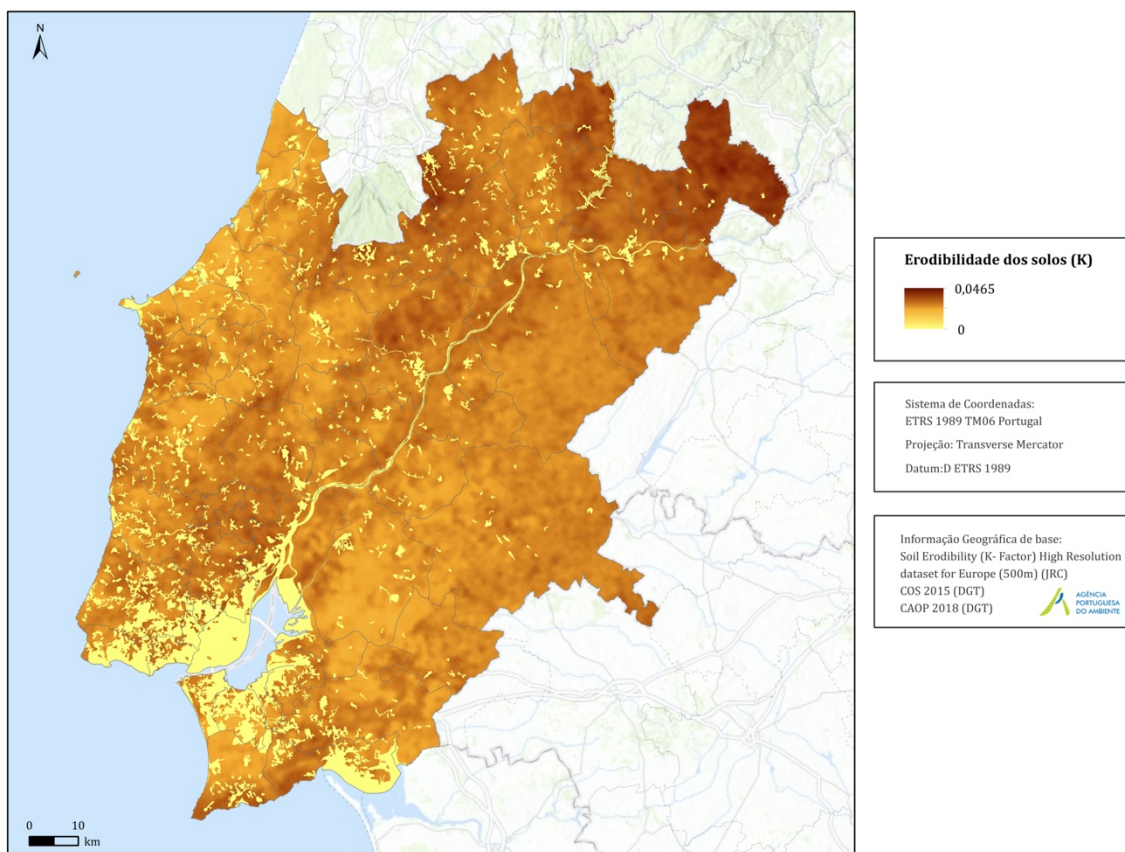 N
0 10
km
Erodibilidade dos solos (K)
0,0465
0
Sistema de Coordenadas:
ETRS 1989 TM06 Portugal
Projeção: Transverse Mercator
Datum:D ETRS 1989
Informação Geográfica de base:
Soil Erodibility (K- Factor) High Resolution
dataset for Europe (500m) (JRC)
COS 2015 (DGT)
CAOP 2018 (DGT)
AGÊNCIA
PORTUGUESA
DO AMBIENTE